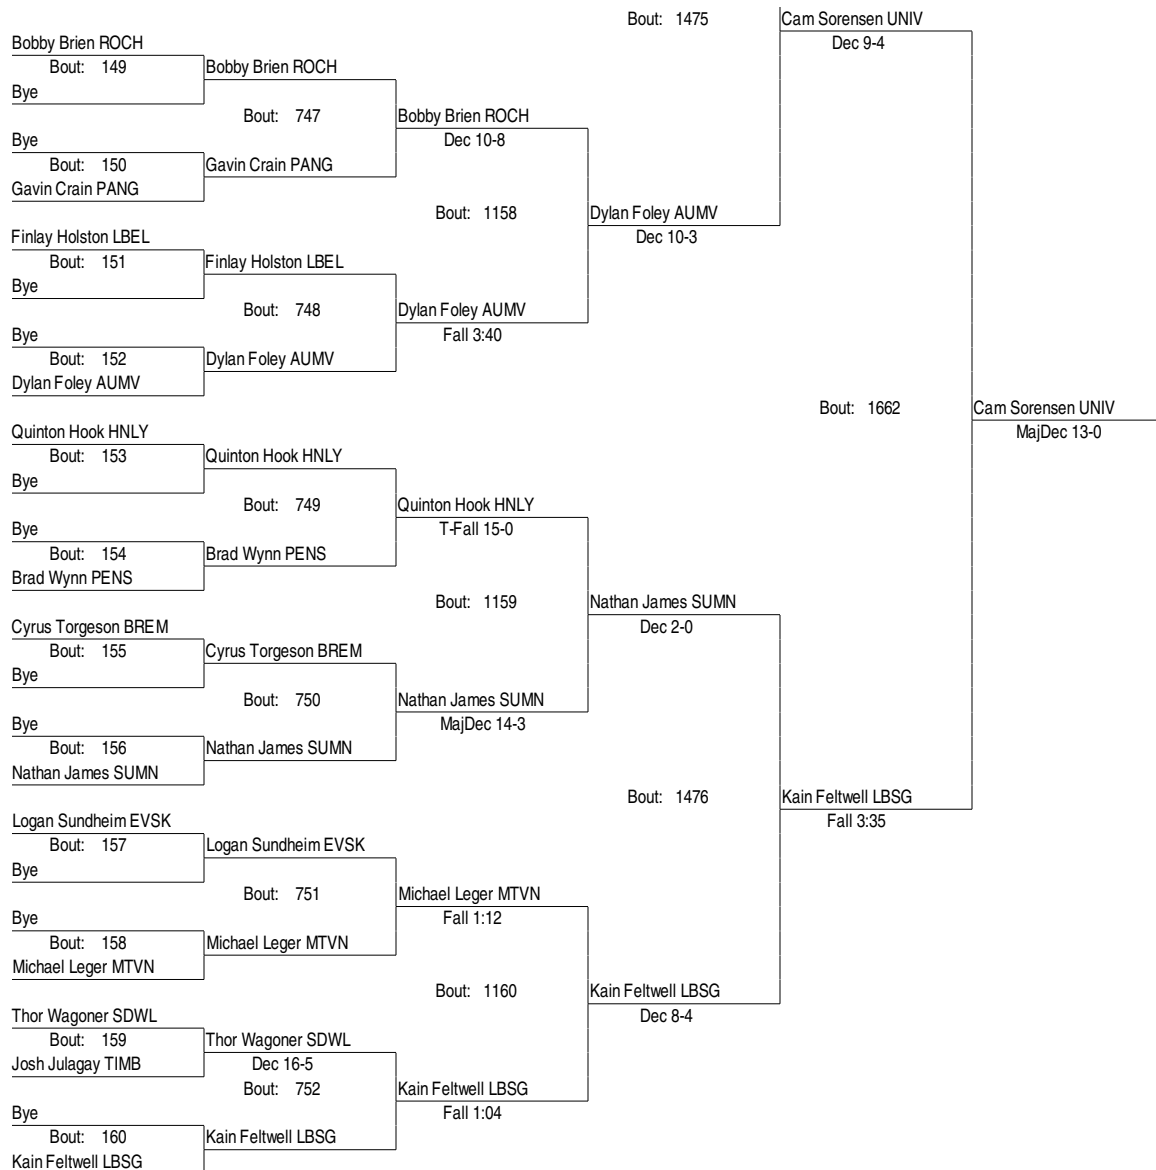 Bout: 1475
Cam Sorensen UNIV
Dec 9-4
Bobby Brien ROCH
Bout: 149
Bobby Brien ROCH
Bye
Bout: 747
Bobby Brien ROCH
Dec 10-8
Bye
Bout: 150
Gavin Crain PANG
Gavin Crain PANG
Bout: 1158
Dylan Foley AUMV
Dec 10-3
Finlay Holston LBEL
Bout: 151
Finlay Holston LBEL
Bye
Bout: 748
Dylan Foley AUMV
Fall 3:40
Bye
Bout: 152
Dylan Foley AUMV
Dylan Foley AUMV
Bout: 1662
Cam Sorensen UNIV
MajDec 13-0
Quinton Hook HNLY
Bout: 153
Quinton Hook HNLY
Bye
Bout: 749
Quinton Hook HNLY
T-Fall 15-0
Bye
Bout: 154
Brad Wynn PENS
Brad Wynn PENS
Bout: 1159
Nathan James SUMN
Dec 2-0
Cyrus Torgeson BREM
Bout: 155
Cyrus Torgeson BREM
Bye
Bout: 750
Nathan James SUMN
MajDec 14-3
Bye
Bout: 156
Nathan James SUMN
Nathan James SUMN
Bout: 1476
Kain Feltwell LBSG
Fall 3:35
Logan Sundheim EVSK
Bout: 157
Logan Sundheim EVSK
Bye
Bout: 751
Michael Leger MTVN
Fall 1:12
Bye
Bout: 158
Michael Leger MTVN
Michael Leger MTVN
Bout: 1160
Kain Feltwell LBSG
Dec 8-4
Thor Wagoner SDWL
Bout: 159
Thor Wagoner SDWL
Josh Julagay TIMB
Dec 16-5
Bout: 752
Kain Feltwell LBSG
Fall 1:04
Bye
Bout: 160
Kain Feltwell LBSG
Kain Feltwell LBSG